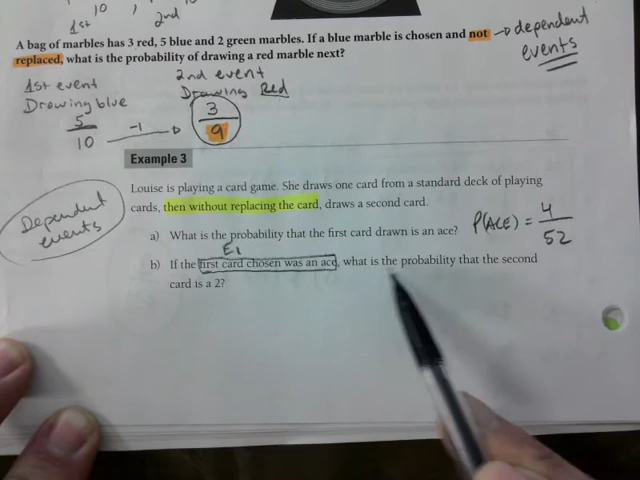 10 ,
1st 2nd
A bag of marbles has 3 red, 5 blue and 2 green marbles. If a blue marble is chosen and not → dependent
replaced, what is the probability of drawing a red marble next? events
1st event 2nd event
Drawing blue Drawing Red
5/10 -1→ 3/9
Example 3
Louise is playing a card game. She draws one card from a standard deck of playing
cards, then without replacing the card, draws a second card.
Dependent
events
a) What is the probability that the first card drawn is an ace? P(ACE) = 4/52
E1
b) If the first card chosen was an ace, what is the probability that the second
card is a 2?